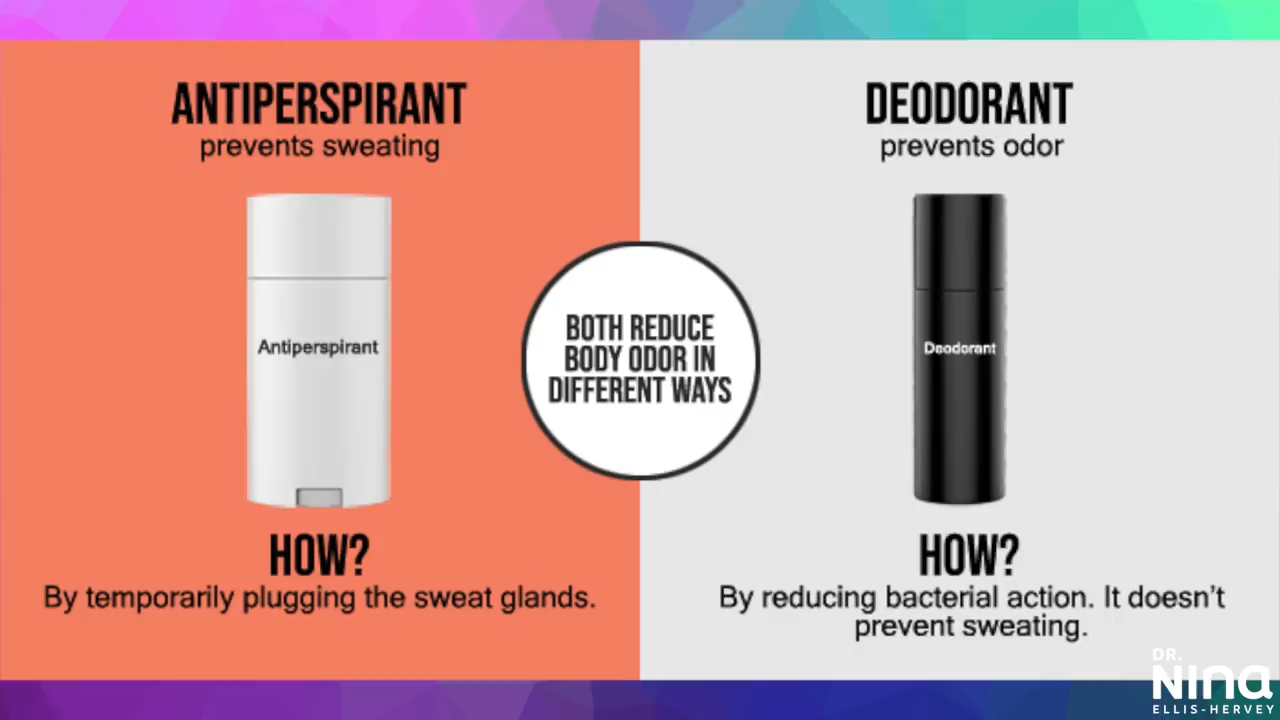 ANTIPERSPIRANT
prevents sweating
Antiperspirant
HOW?
By temporarily plugging the sweat glands.
BOTH REDUCE
BODY ODOR IN
DIFFERENT WAYS
DEODORANT
prevents odor
Deodorant
HOW?
By reducing bacterial action. It doesn't
prevent sweating.
DR.
NINA
ELLIS-HERVEY